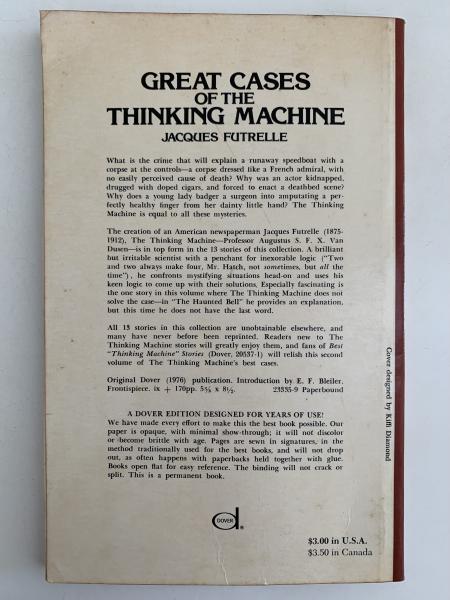 GREAT CASES
OF THE
THINKING MACHINE
JACQUES FUTRELLE
What is the crime that will explain a runaway speedboat with a
corpse at the controls—a corpse dressed like a French admiral, with
no easily perceived cause of death? Why was an actor kidnapped,
drugged with doped cigars, and forced to enact a deathbed scene?
Why does a young lady badger a surgeon into amputating a per-
fectly healthy finger from her dainty little hand? The Thinking
Machine is equal to all these mysteries.
The creation of an American newspaperman Jacques Futrelle (1875-
1912), The Thinking Machine—Professor Augustus S. F. X. Van
Dusen—is in top form in the 13 stories of this collection. A brilliant
but irritable scientist with a penchant for inexorable logic ("Two
and two always make four, Mr. Hatch, not sometimes, but all the
time"), he confronts mystifying situations head-on and uses his
keen logic to come up with their solutions. Especially fascinating is
the one story in this volume where The Thinking Machine does not
solve the case—in "The Haunted Bell" he provides an explanation,
but this time he does not have the last word.
All 13 stories in this collection are unobtainable elsewhere, and
many have never before been reprinted. Readers new to The
Thinking Machine stories will greatly enjoy them, and fans of Best
"Thinking Machine" Stories (Dover, 20537-1) will relish this second
volume of The Thinking Machine's best cases.
Original Dover (1976) publication. Introduction by E. F. Bleiler.
Frontispiece. ix + 170pp. 5⅜ x 8½. 23335-9 Paperbound
A DOVER EDITION DESIGNED FOR YEARS OF USE!
We have made every effort to make this the best book possible. Our
paper is opaque, with minimal show-through; it will not discolor
or become brittle with age. Pages are sewn in signatures, in the
method traditionally used for the best books, and will not drop
out, as often happens with paperbacks held together with glue.
Books open flat for easy reference. The binding will not crack or
split. This is a permanent book.
DOVER
®
$3.00 in U.S.A.
$3.50 in Canada
Cover designed by Kiffi Diamond